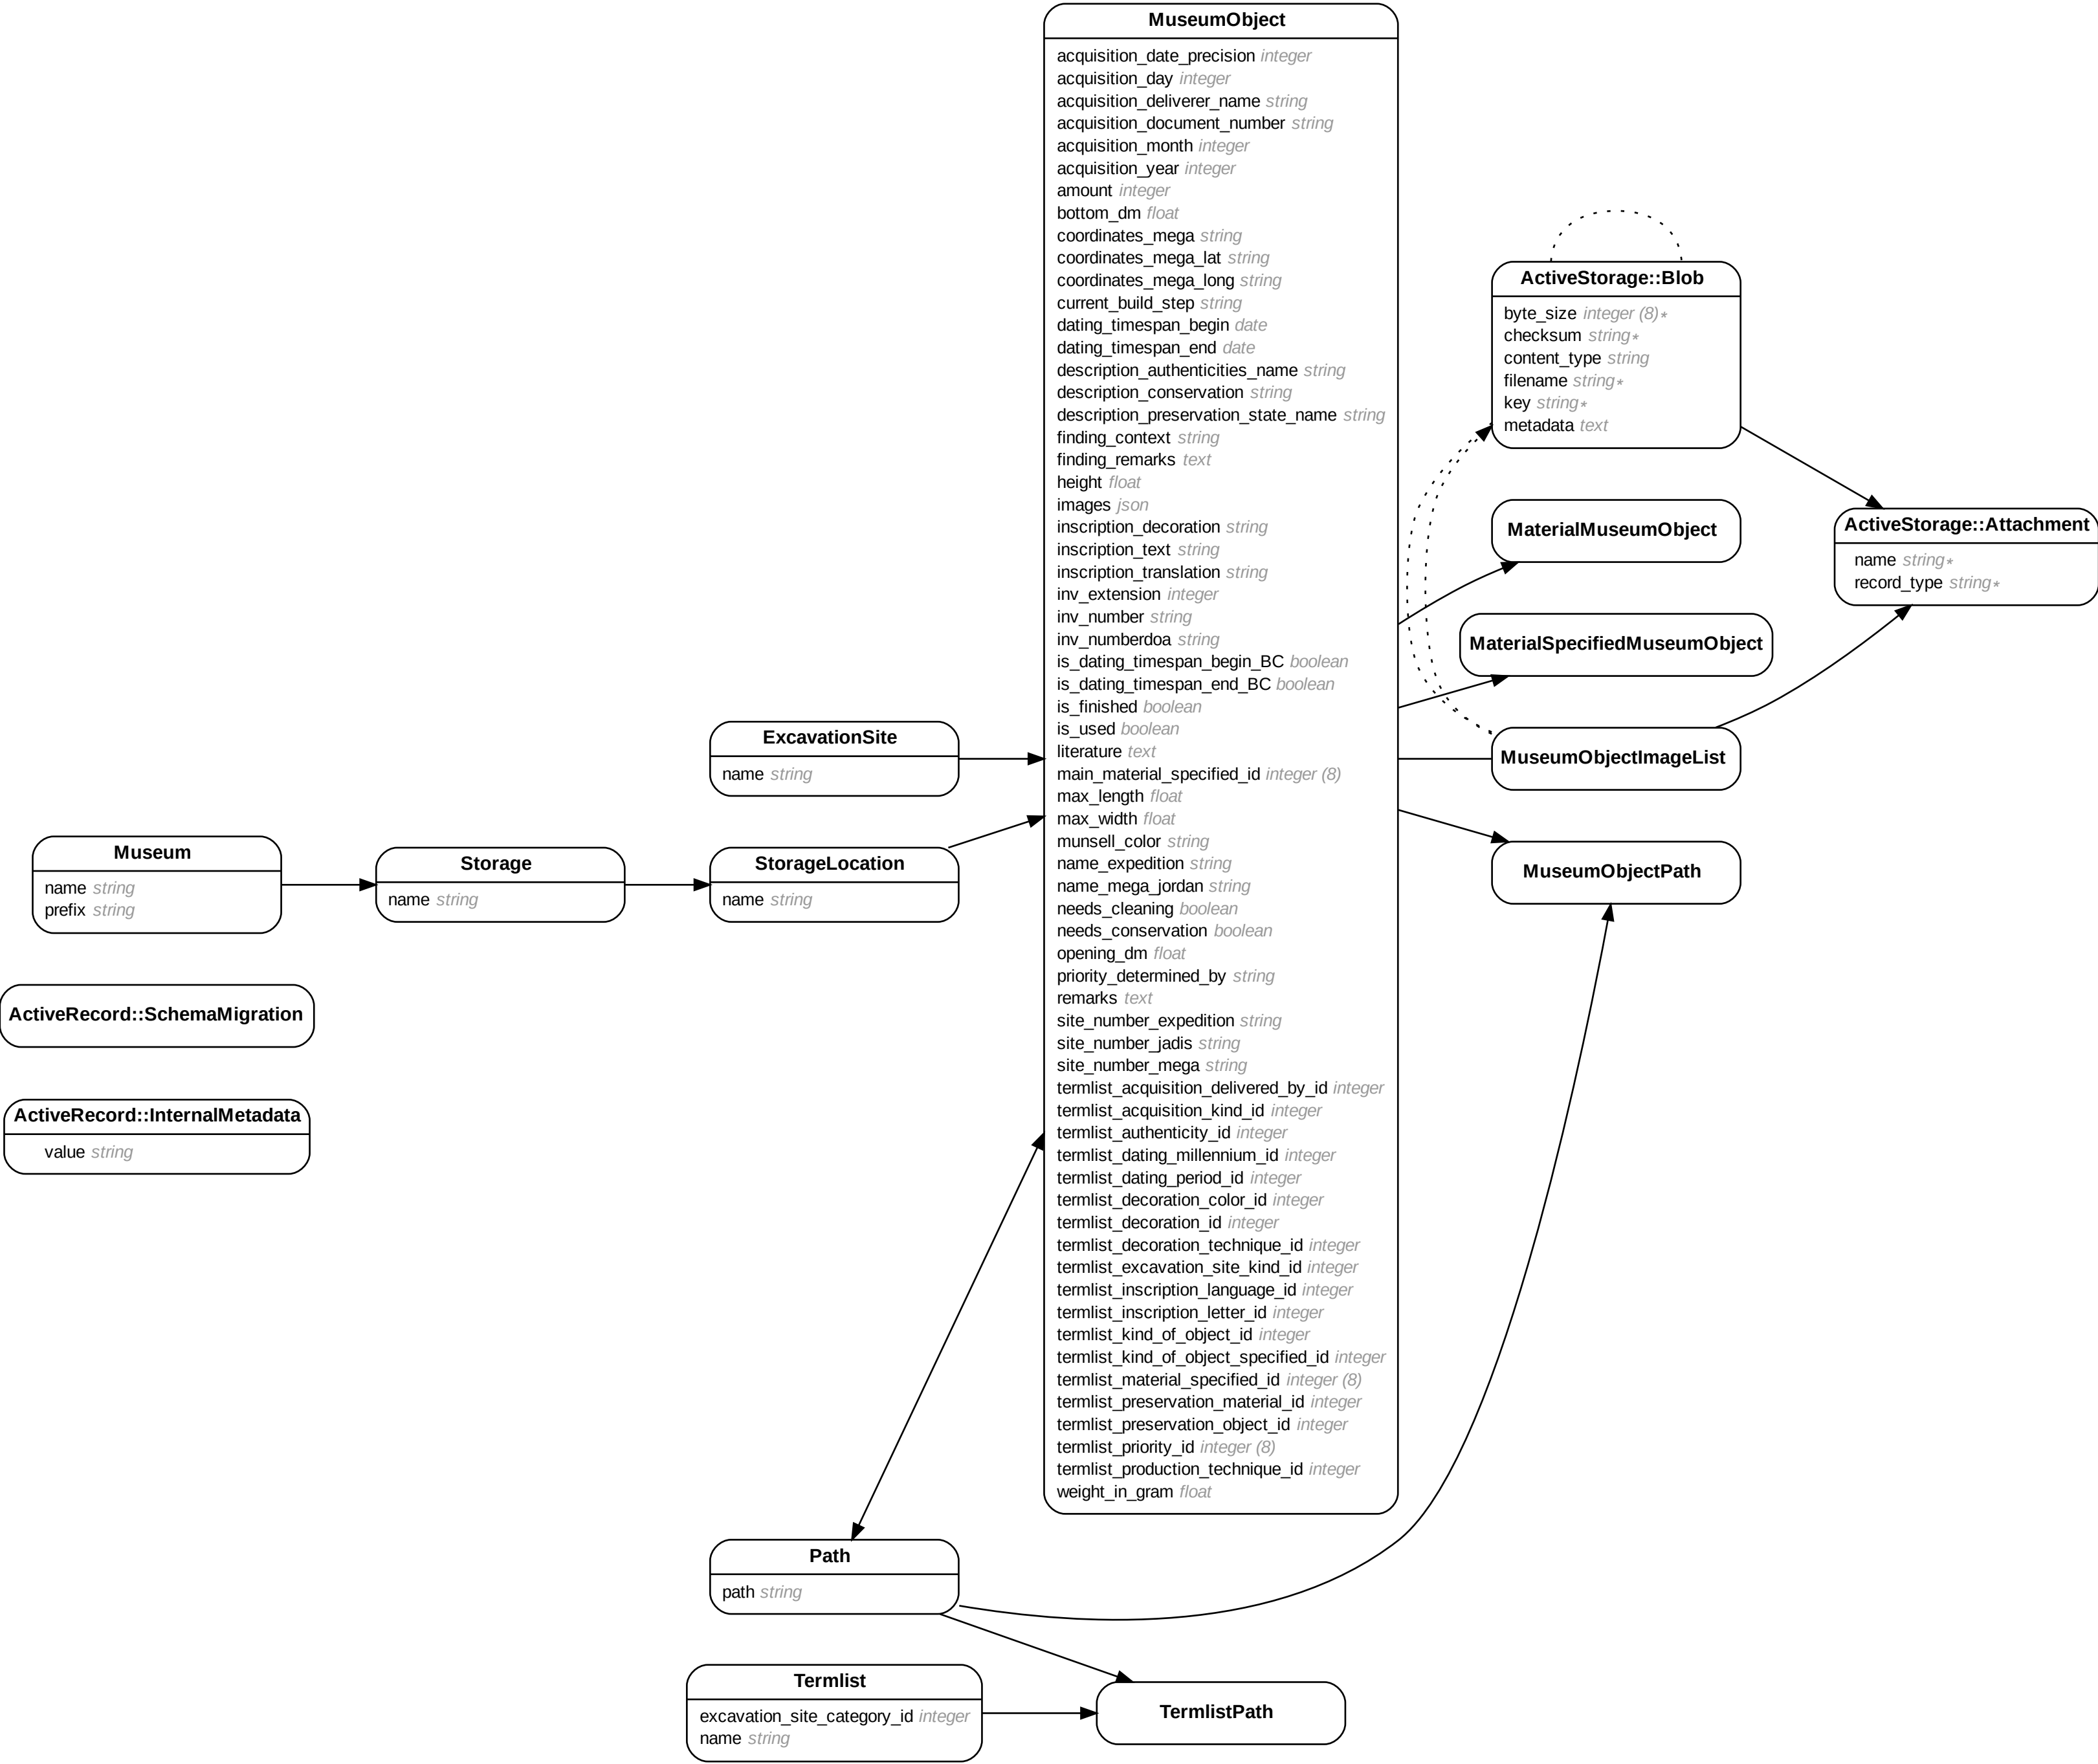 MuseumObject
acquisition_date_precision integer
acquisition_day integer
acquisition_deliverer_name string
acquisition_document_number string
acquisition_month integer
acquisition_year integer
amount integer
bottom_dm float
coordinates_mega string
coordinates_mega_lat string
coordinates_mega_long string
current_build_step string
dating_timespan_begin date
dating_timespan_end date
description_authenticities_name string
description_conservation string
description_preservation_state_name string
finding_context string
finding_remarks text
height float
images json
inscription_decoration string
inscription_text string
inscription_translation string
inv_extension integer
inv_number string
inv_numberdoa string
is_dating_timespan_begin_BC boolean
is_dating_timespan_end_BC boolean
is_finished boolean
is_used boolean
literature text
main_material_specified_id integer (8)
max_length float
max_width float
munsell_color string
name_expedition string
name_mega_jordan string
needs_cleaning boolean
needs_conservation boolean
opening_dm float
priority_determined_by string
remarks text
site_number_expedition string
site_number_jadis string
site_number_mega string
termlist_acquisition_delivered_by_id integer
termlist_acquisition_kind_id integer
termlist_authenticity_id integer
termlist_dating_millennium_id integer
termlist_dating_period_id integer
termlist_decoration_color_id integer
termlist_decoration_id integer
termlist_decoration_technique_id integer
termlist_excavation_site_kind_id integer
termlist_inscription_language_id integer
termlist_inscription_letter_id integer
termlist_kind_of_object_id integer
termlist_kind_of_object_specified_id integer
termlist_material_specified_id integer (8)
termlist_preservation_material_id integer
termlist_preservation_object_id integer
termlist_priority_id integer (8)
termlist_production_technique_id integer
weight_in_gram float
ActiveStorage::Blob
byte_size integer (8)*
checksum string*
content_type string
filename string*
key string*
metadata text
MaterialMuseumObject
ActiveStorage::Attachment
name string*
record_type string*
MaterialSpecifiedMuseumObject
MuseumObjectImageList
MuseumObjectPath
ExcavationSite
name string
Museum
name string
prefix string
Storage
name string
StorageLocation
name string
ActiveRecord::SchemaMigration
ActiveRecord::InternalMetadata
value string
Path
path string
Termlist
excavation_site_category_id integer
name string
TermlistPath